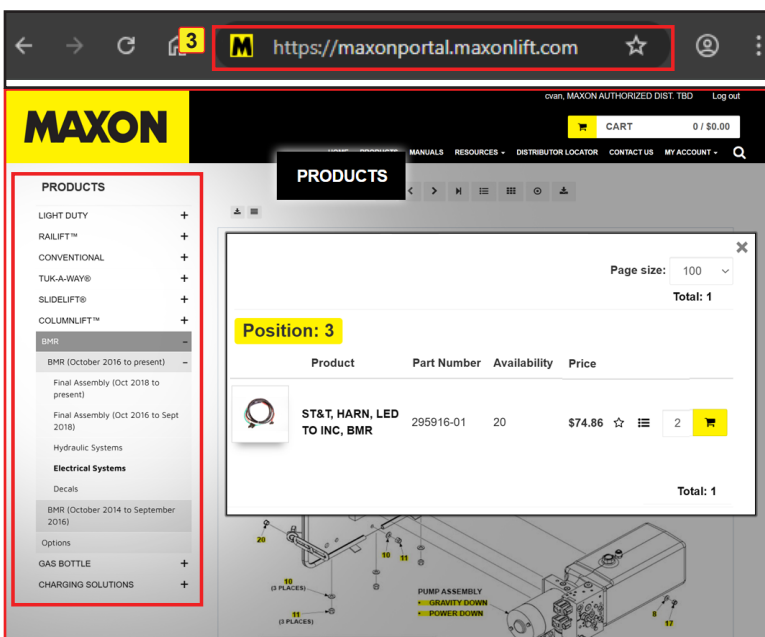 3
M
https://maxonportal.maxonlift.com
cvan, MAXON AUTHORIZED DIST. TBD Log out
MAXON
CART 0 / $0.00
HOME PRODUCTS MANUALS RESOURCES DISTRIBUTOR LOCATOR CONTACT US MY ACCOUNT
PRODUCTS
PRODUCTS
LIGHT DUTY +
RAILIFT™ +
CONVENTIONAL +
TUK-A-WAY® +
SLIDELIFT® +
COLUMNLIFT™ +
BMR –
BMR (October 2016 to present) –
Final Assembly (Oct 2018 to
present)
Final Assembly (Oct 2016 to Sept
2018)
Hydraulic Systems
Electrical Systems
Decals
BMR (October 2014 to September
2016)
Options
GAS BOTTLE +
CHARGING SOLUTIONS +
Page size: 100
Total: 1
Position: 3
Product Part Number Availability Price
ST&T, HARN, LED
TO INC, BMR
295916-01 20 $74.86 2
Total: 1
20
10
11
10
(3 PLACES)
11
(3 PLACES)
PUMP ASSEMBLY
• GRAVITY DOWN
• POWER DOWN
8
17